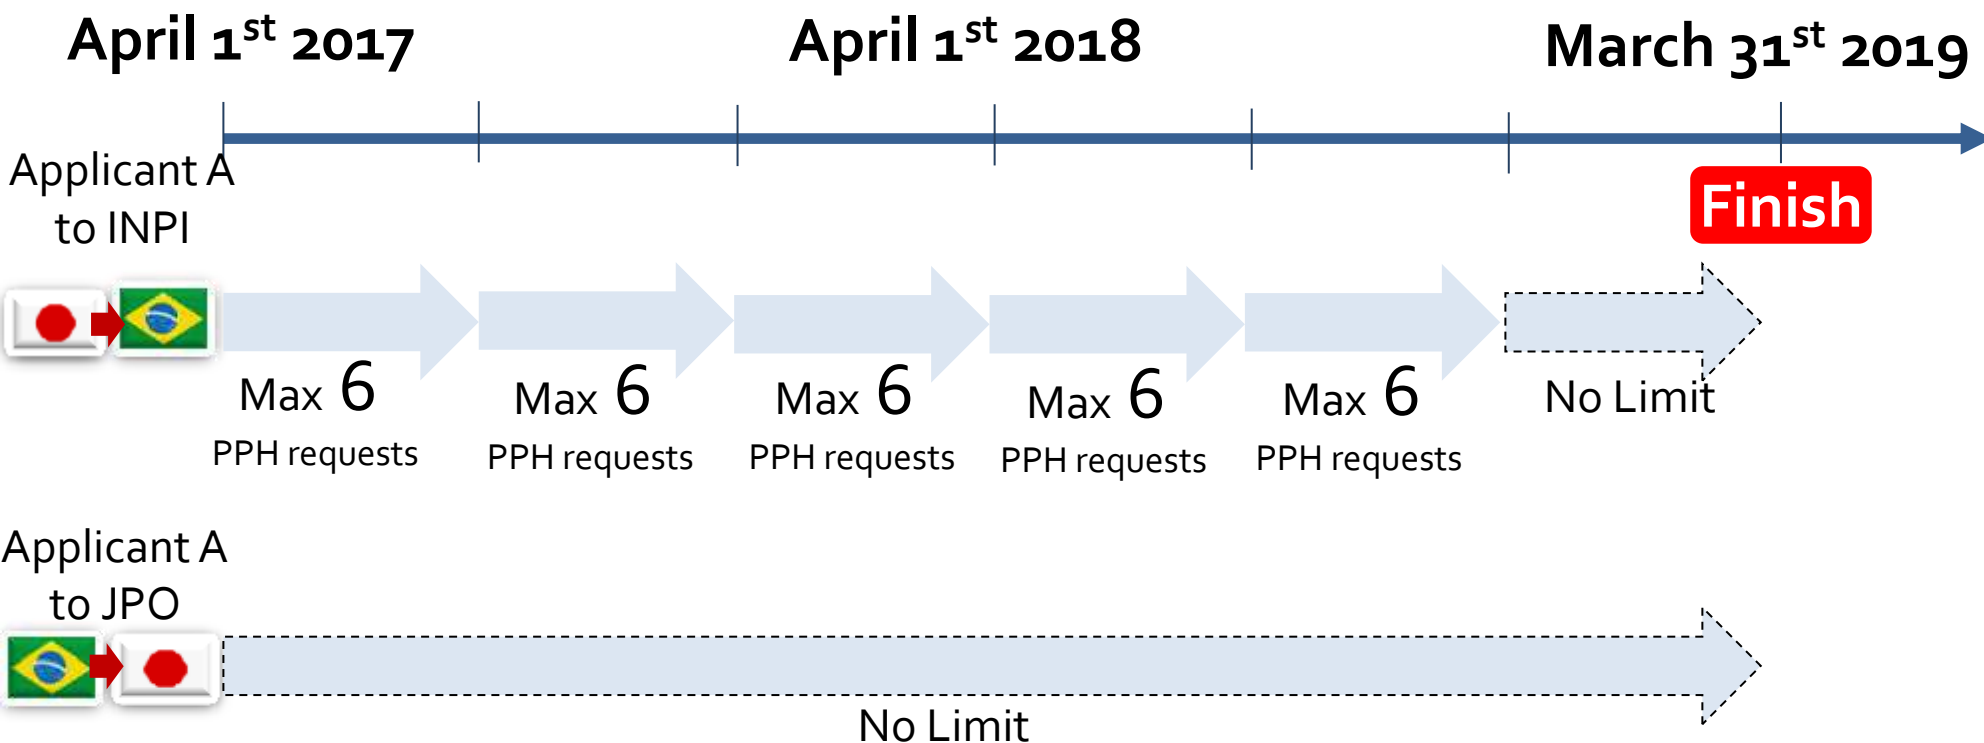 April 1st 2017
April 1st 2018
March 31st 2019
Applicant A
to INPI
Finish
Max 6
PPH requests
Max 6
PPH requests
Max 6
PPH requests
Max 6
PPH requests
Max 6
PPH requests
No Limit
Applicant A
to JPO
No Limit